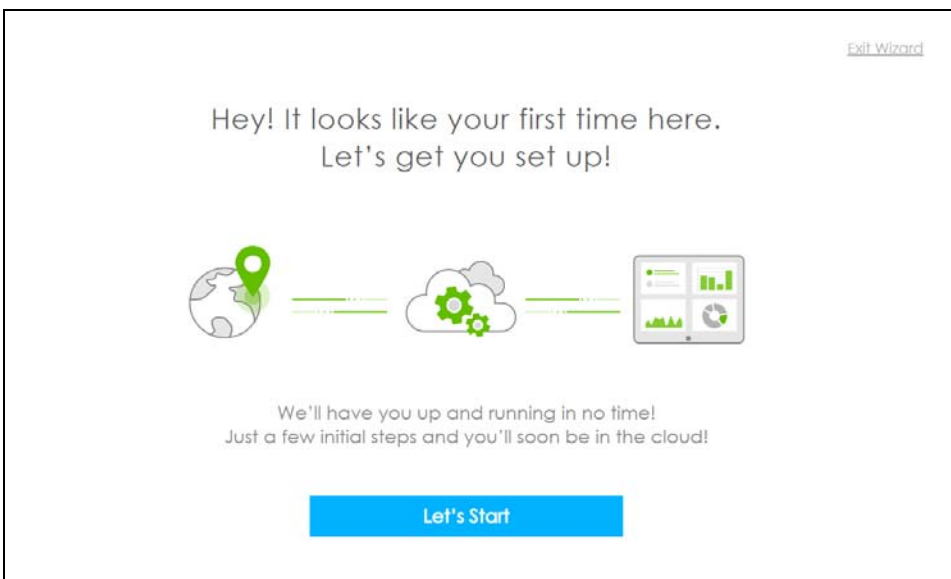 Exit Wizard
Hey! It looks like your first time here.
Let's get you set up!
We'll have you up and running in no time!
Just a few initial steps and you'll soon be in the cloud!
Let's Start